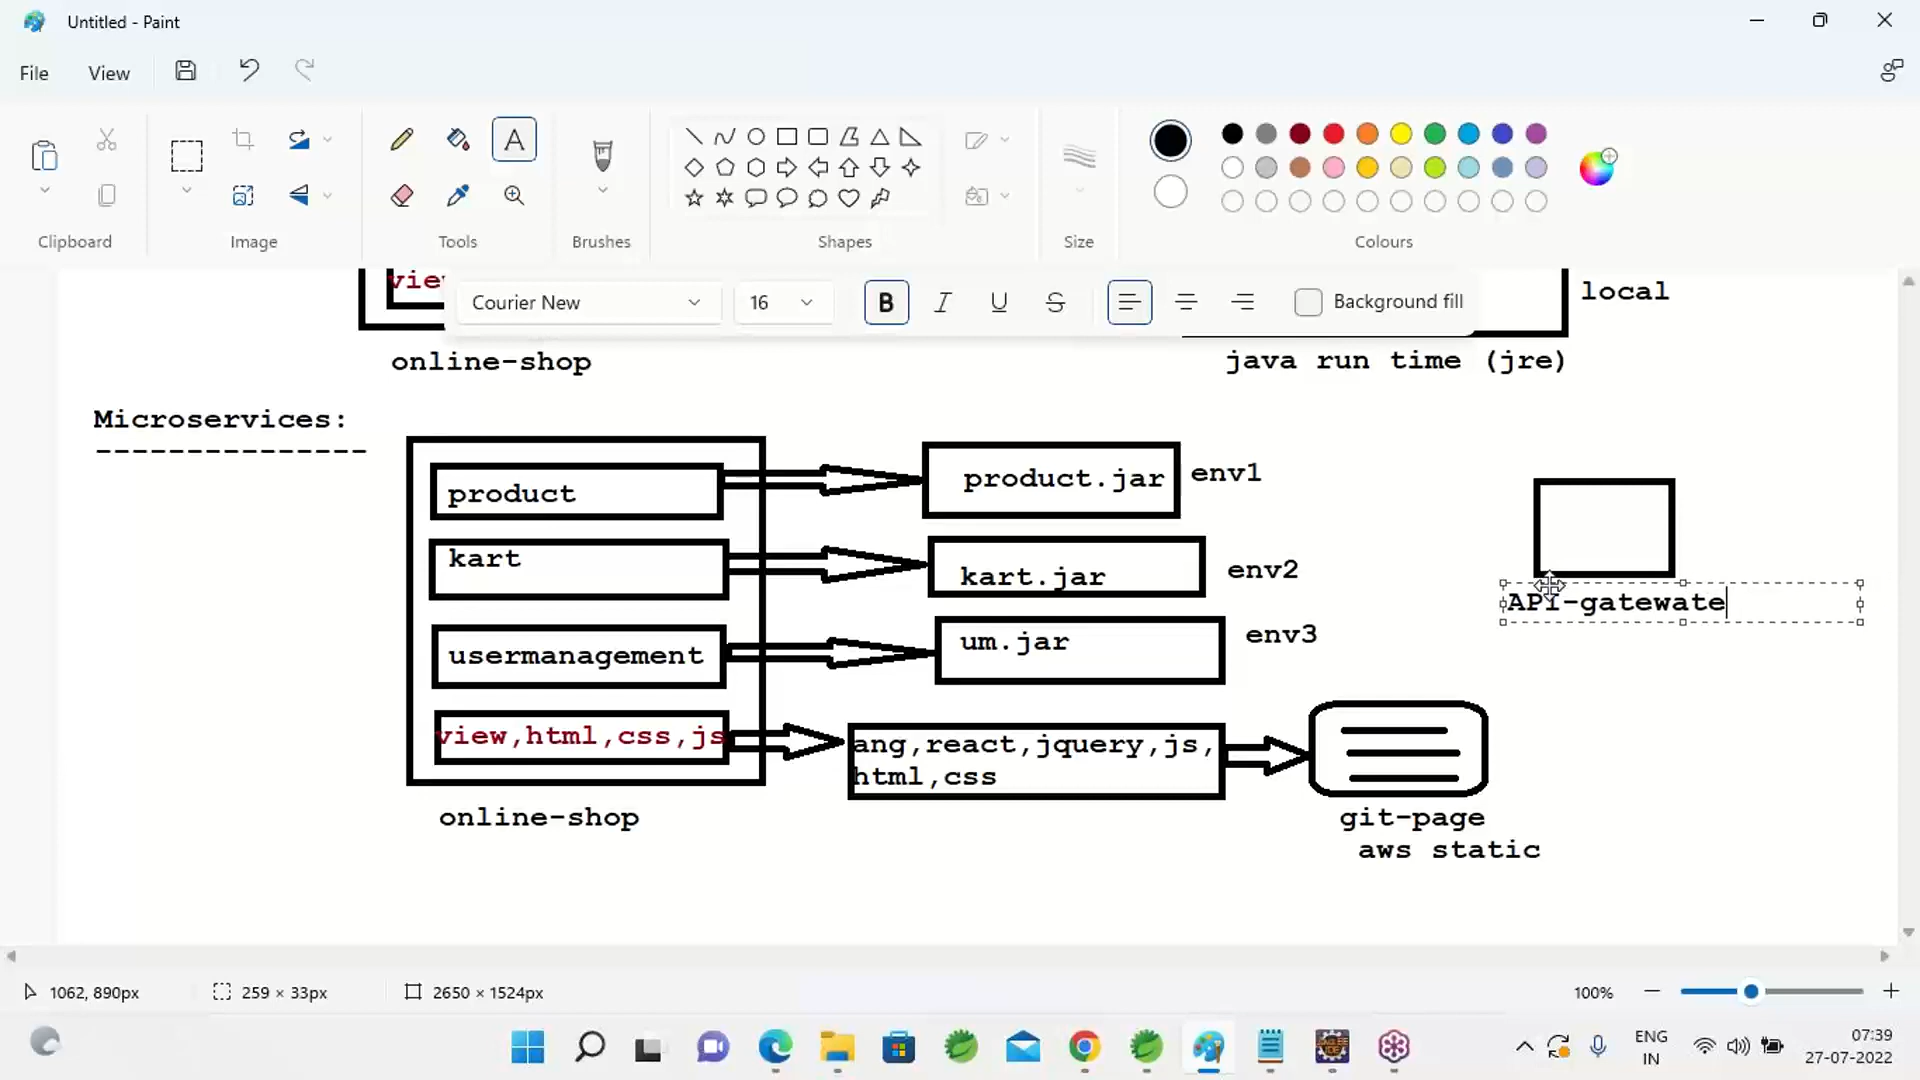 Untitled - Paint
File
View
Clipboard
Image
Tools
Brushes
Shapes
Size
Colours
Courier New
16
B
Background fill
view
local
online-shop
java run time (jre)
Microservices:
---------------
product
product.jar
env1
kart
kart.jar
env2
API-gatewate
usermanagement
um.jar
env3
view,html,css,js
ang,react,jquery,js,
html,css
online-shop
git-page
aws static
1062, 890px
259 × 33px
2650 × 1524px
100%
ENG
IN
07:39
27-07-2022